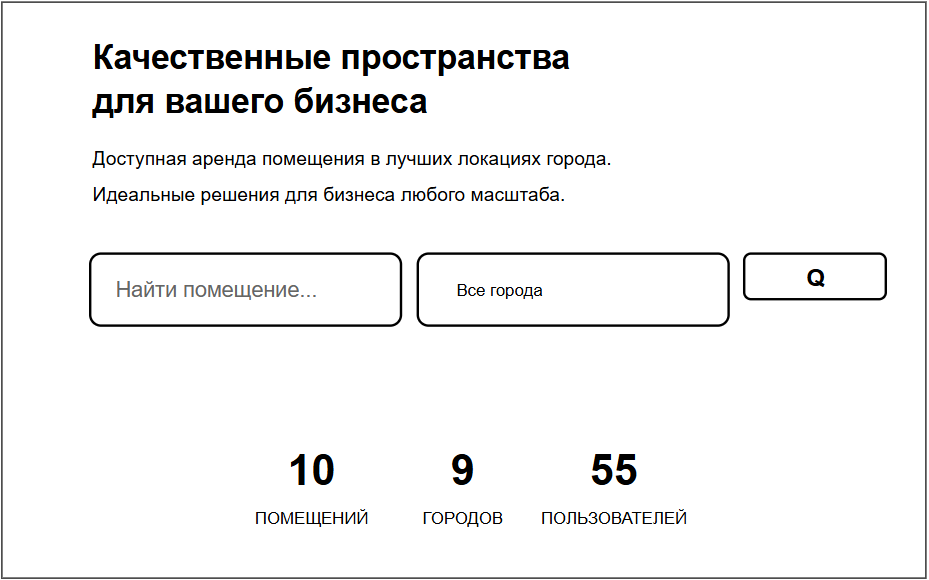 Качественные пространства
для вашего бизнеса
Доступная аренда помещения в лучших локациях города.
Идеальные решения для бизнеса любого масштаба.
Найти помещение...
Все города
Q
10
9
55
ПОМЕЩЕНИЙ
ГОРОДОВ
ПОЛЬЗОВАТЕЛЕЙ